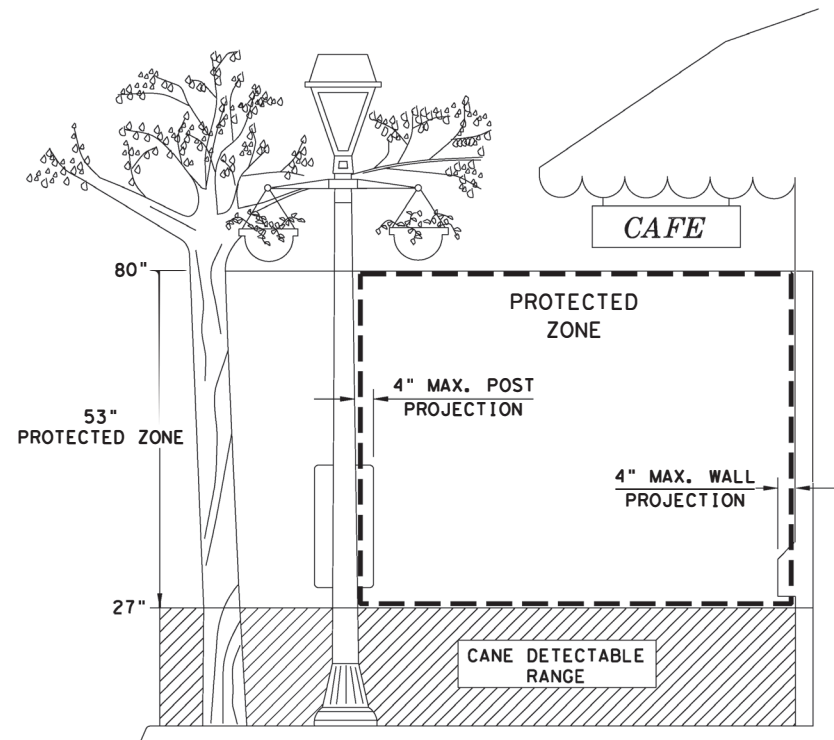 CAFE
80"
PROTECTED
ZONE
4" MAX. POST
PROJECTION
53"
PROTECTED ZONE
4" MAX. WALL
PROJECTION
27"
CANE DETECTABLE
RANGE